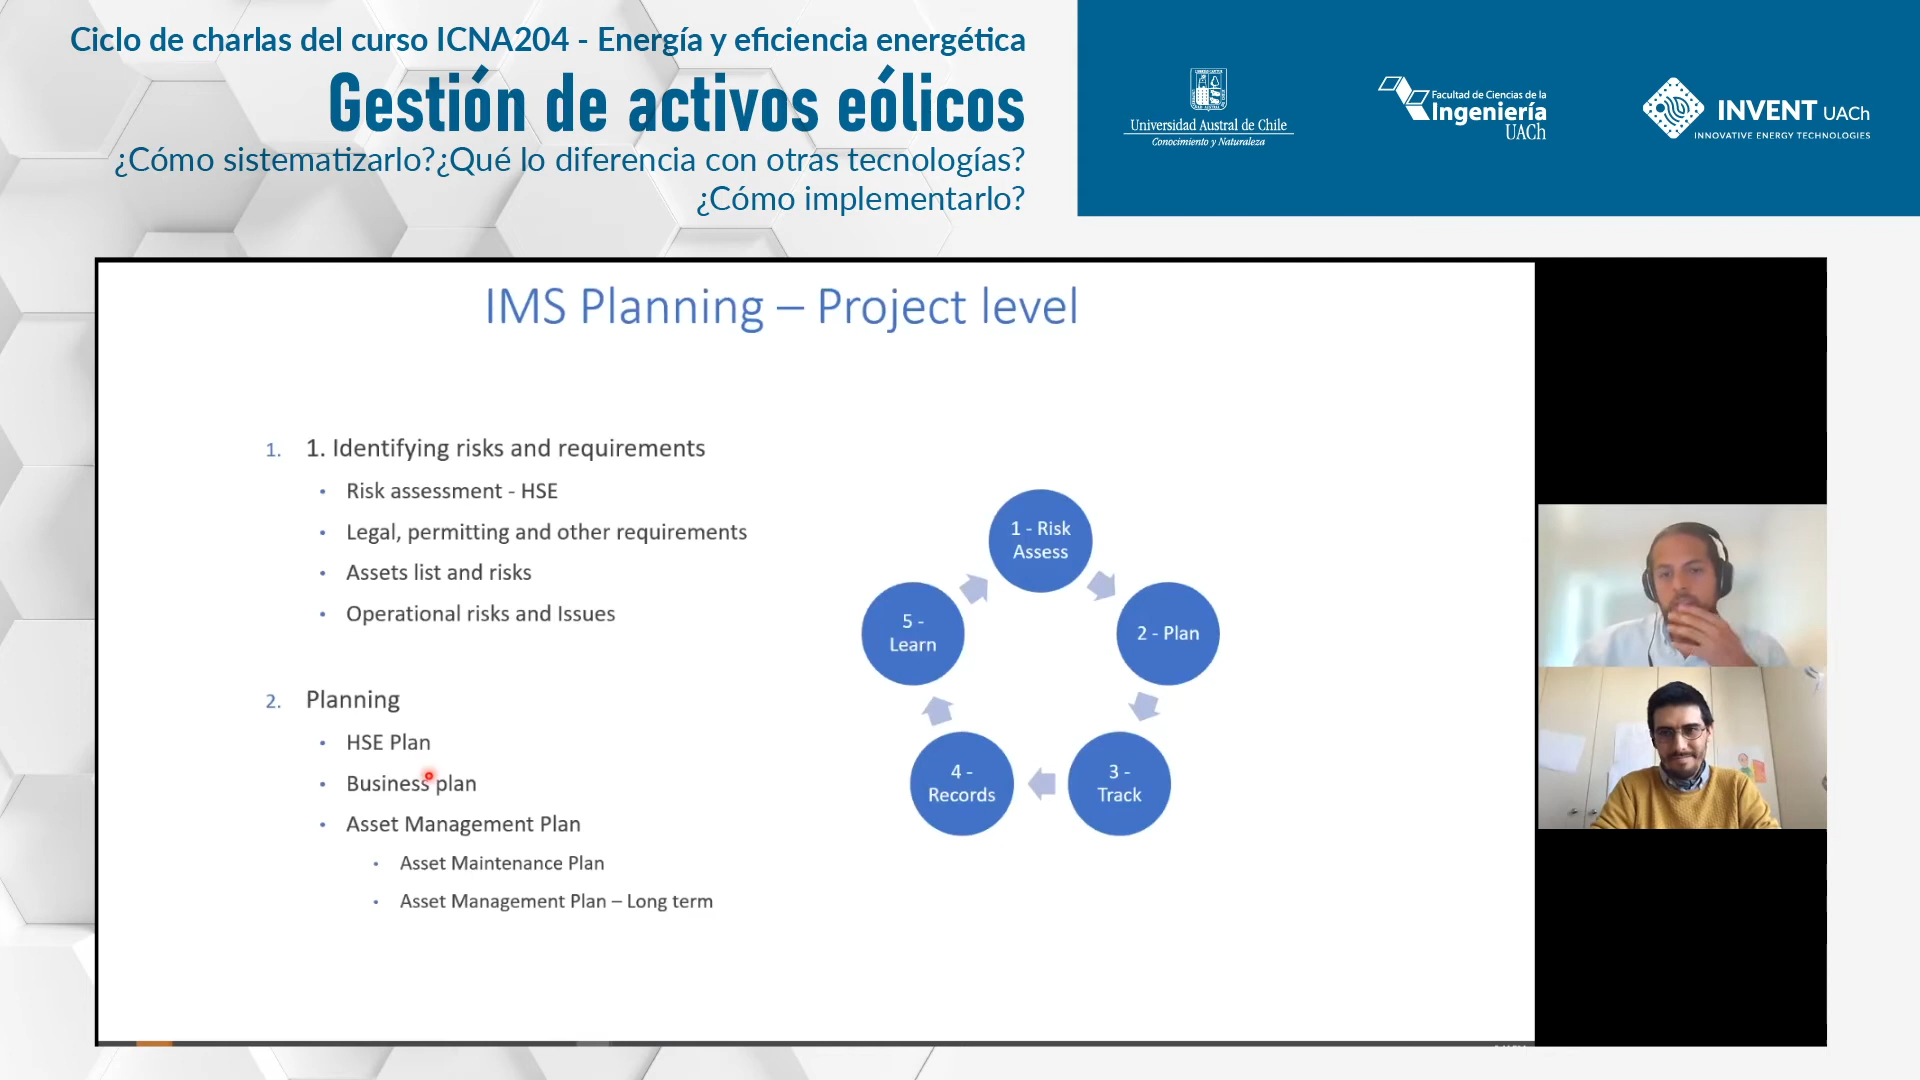 Ciclo de charlas del curso ICNA204 - Energía y eficiencia energética
Gestión de activos eólicos
¿Cómo sistematizarlo?¿Qué lo diferencia con otras tecnologías?
¿Cómo implementarlo?
Universidad Austral de Chile
Conocimiento y Naturaleza
Facultad de Ciencias de la
Ingeniería
UACh
INVENT UACh
INNOVATIVE ENERGY TECHNOLOGIES
IMS Planning – Project level
1. 1. Identifying risks and requirements
• Risk assessment - HSE
• Legal, permitting and other requirements
• Assets list and risks
• Operational risks and Issues
2. Planning
• HSE Plan
• Business plan
• Asset Management Plan
• Asset Maintenance Plan
• Asset Management Plan – Long term
1 - Risk
Assess
2 - Plan
3 -
Track
4 -
Records
5 -
Learn